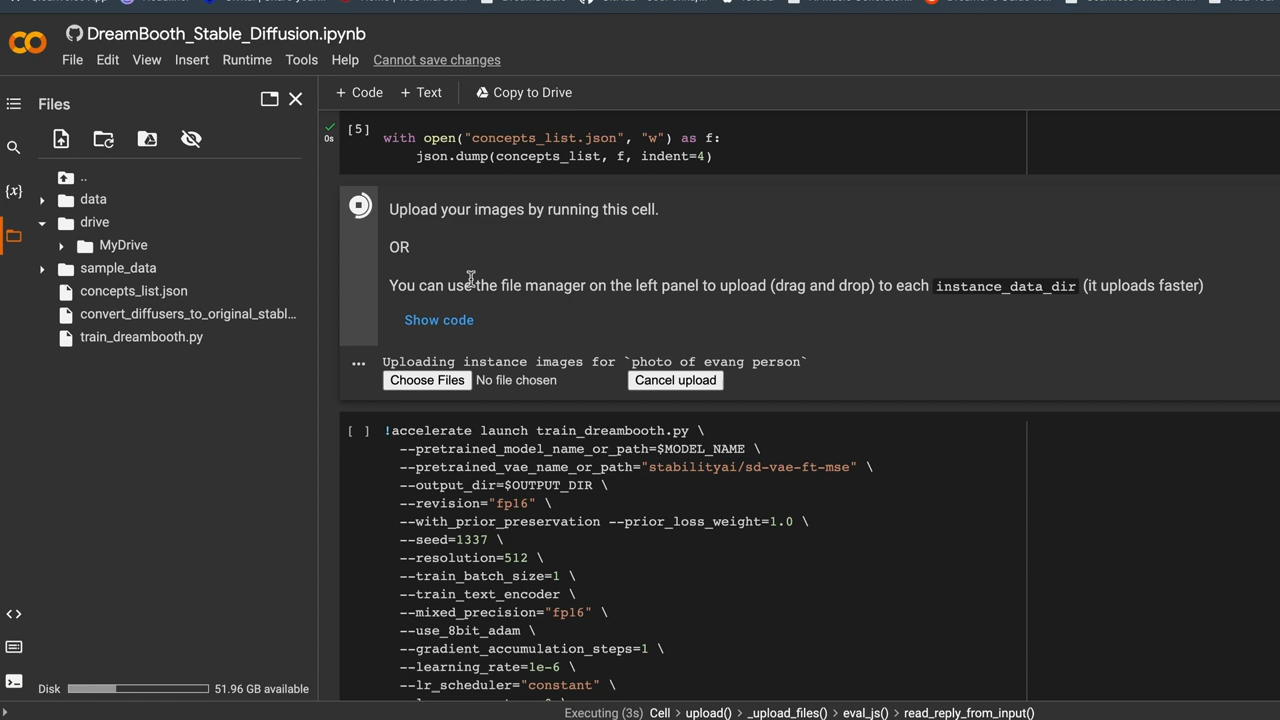 DreamBooth_Stable_Diffusion.ipynb
File Edit View Insert Runtime Tools Help Cannot save changes
Files
+ Code + Text Copy to Drive
..
data
drive
MyDrive
sample_data
concepts_list.json
convert_diffusers_to_original_stabl...
train_dreambooth.py
Disk 51.96 GB available
0s
[5]
with open("concepts_list.json", "w") as f:
json.dump(concepts_list, f, indent=4)
Upload your images by running this cell.
OR
You can use the file manager on the left panel to upload (drag and drop) to each instance_data_dir (it uploads faster)
Show code
Uploading instance images for `photo of evang person`
Choose Files No file chosen Cancel upload
[ ]
!accelerate launch train_dreambooth.py \
--pretrained_model_name_or_path=$MODEL_NAME \
--pretrained_vae_name_or_path="stabilityai/sd-vae-ft-mse" \
--output_dir=$OUTPUT_DIR \
--revision="fp16" \
--with_prior_preservation --prior_loss_weight=1.0 \
--seed=1337 \
--resolution=512 \
--train_batch_size=1 \
--train_text_encoder \
--mixed_precision="fp16" \
--use_8bit_adam \
--gradient_accumulation_steps=1 \
--learning_rate=1e-6 \
--lr_scheduler="constant" \
Executing (3s) Cell > upload() > _upload_files() > eval_js() > read_reply_from_input()